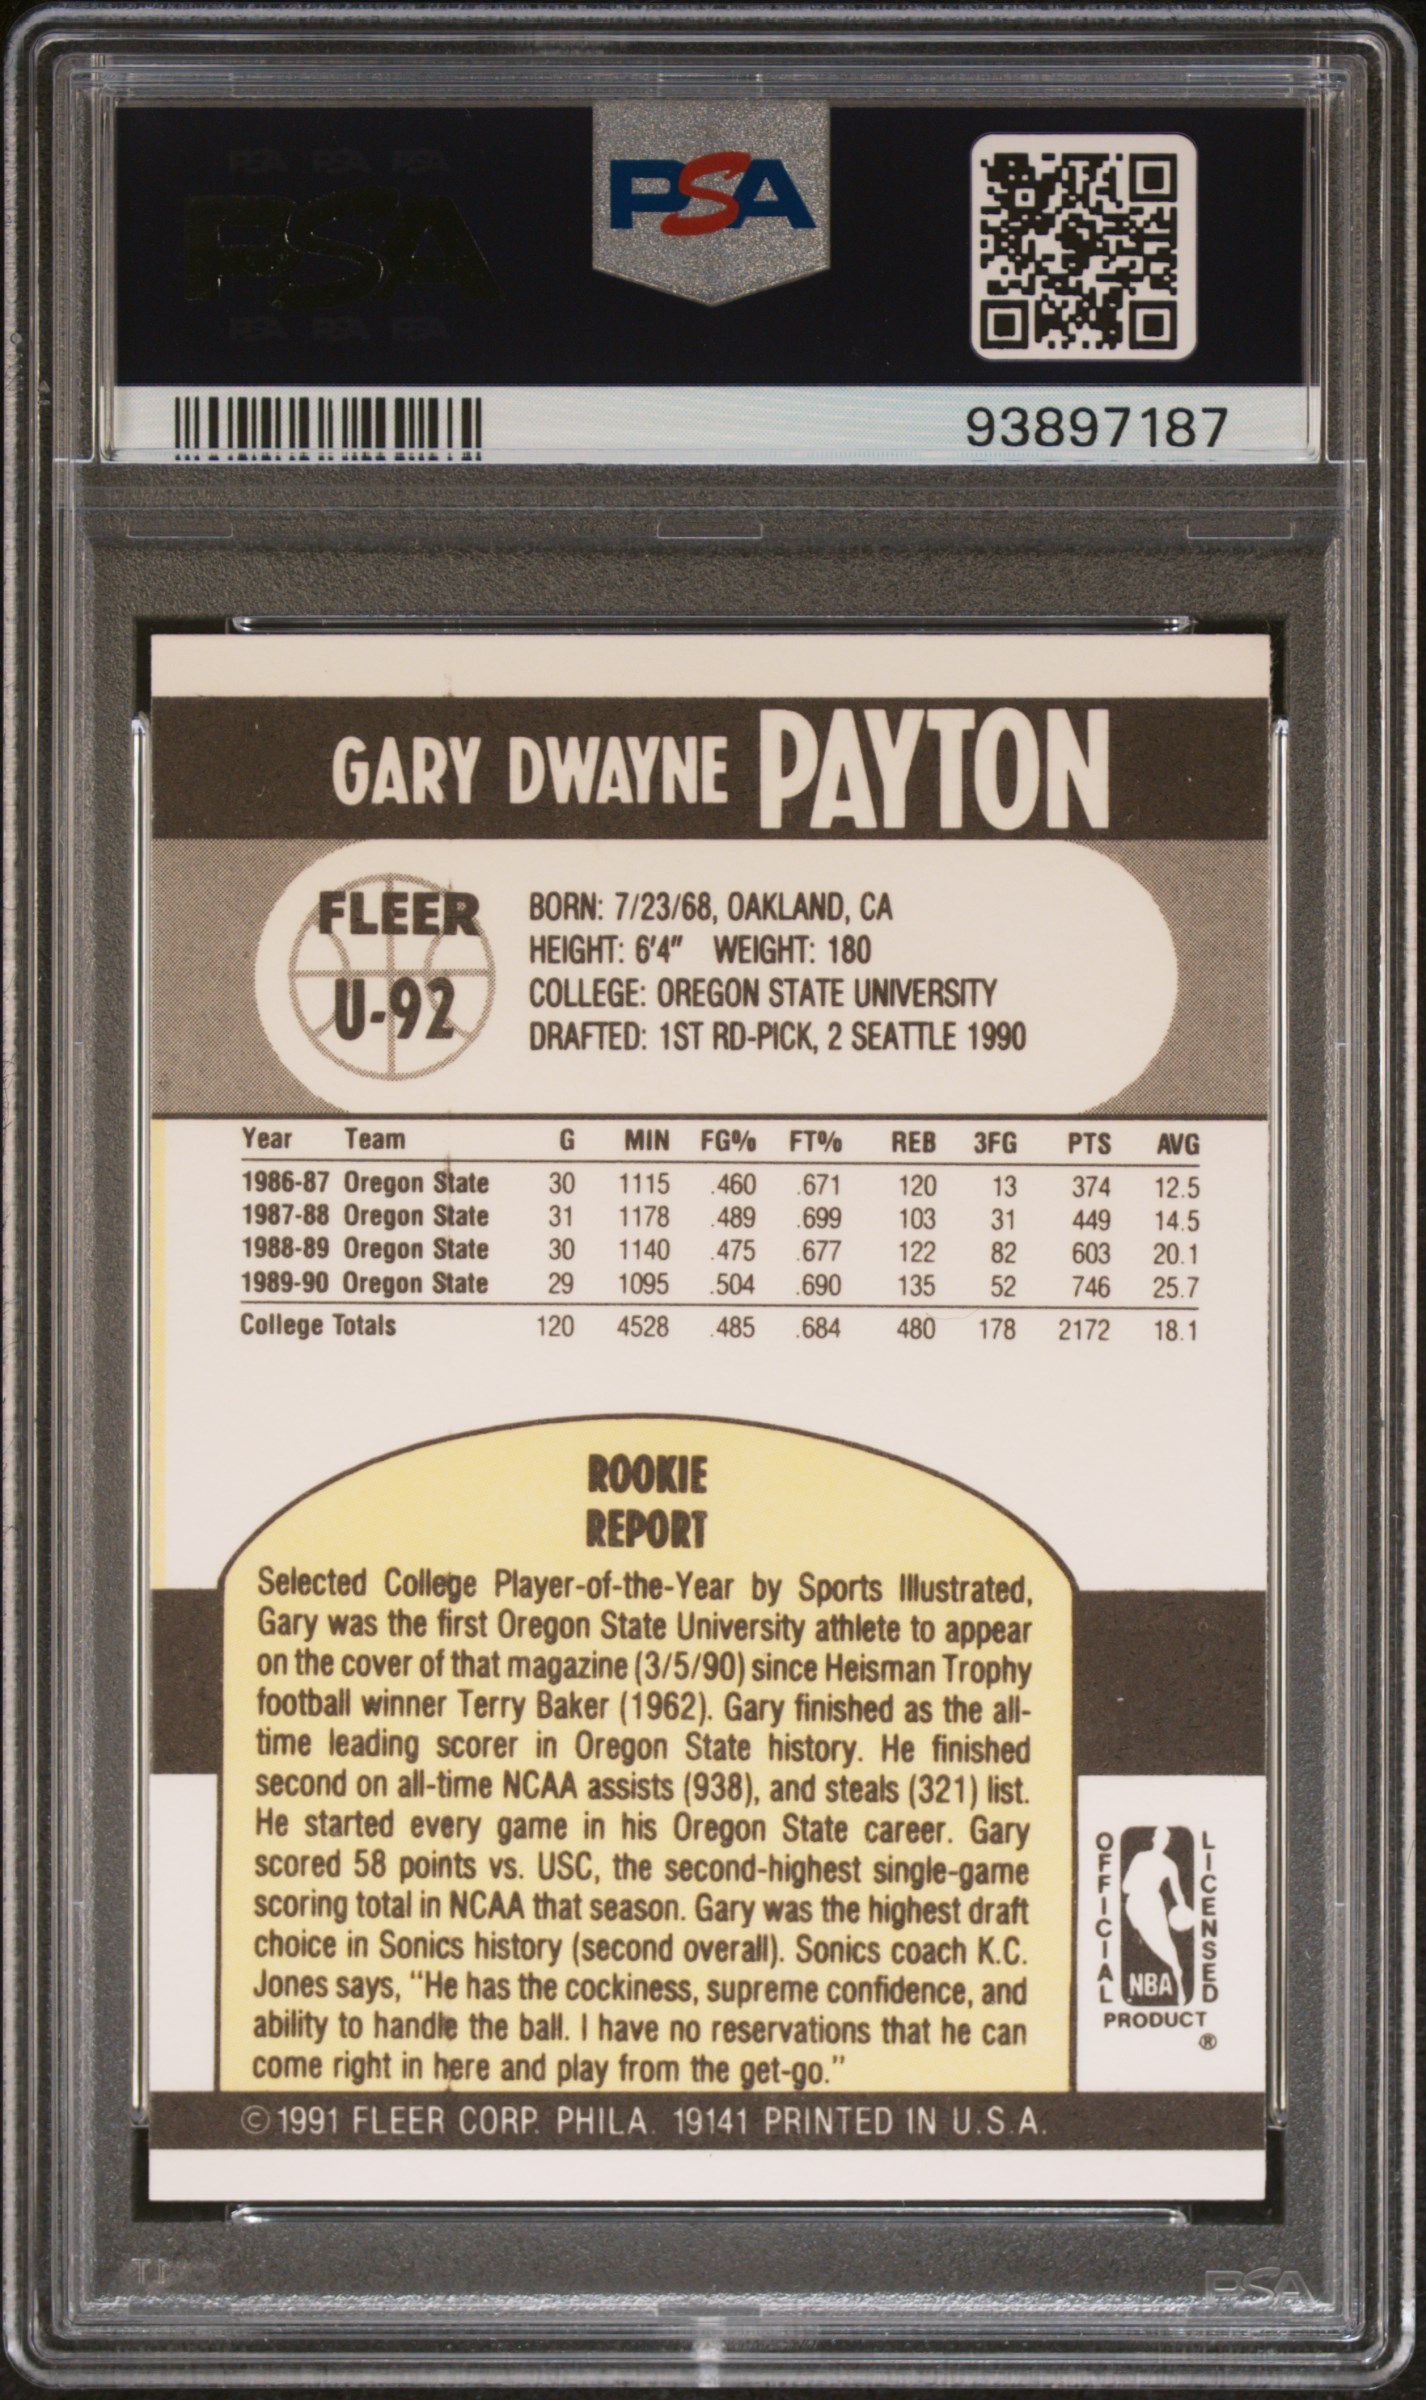 PSA PSA PSA
PSA
PSA PSA PSA
PSA
93897187
GARY DWAYNE PAYTON
FLEER
U-92
BORN: 7/23/68, OAKLAND, CA
HEIGHT: 6'4" WEIGHT: 180
COLLEGE: OREGON STATE UNIVERSITY
DRAFTED: 1ST RD-PICK, 2 SEATTLE 1990
Year Team G MIN FG% FT% REB 3FG PTS AVG
1986-87 Oregon State 30 1115 .460 .671 120 13 374 12.5
1987-88 Oregon State 31 1178 .489 .699 103 31 449 14.5
1988-89 Oregon State 30 1140 .475 .677 122 82 603 20.1
1989-90 Oregon State 29 1095 .504 .690 135 52 746 25.7
College Totals 120 4528 .485 .684 480 178 2172 18.1
ROOKIE
REPORT
Selected College Player-of-the-Year by Sports Illustrated,
Gary was the first Oregon State University athlete to appear
on the cover of that magazine (3/5/90) since Heisman Trophy
football winner Terry Baker (1962). Gary finished as the all-
time leading scorer in Oregon State history. He finished
second on all-time NCAA assists (938), and steals (321) list.
He started every game in his Oregon State career. Gary
scored 58 points vs. USC, the second-highest single-game
scoring total in NCAA that season. Gary was the highest draft
choice in Sonics history (second overall). Sonics coach K.C.
Jones says, "He has the cockiness, supreme confidence, and
ability to handle the ball. I have no reservations that he can
come right in here and play from the get-go."
OFFICIAL
LICENSED
NBA
PRODUCT
®
©1991 FLEER CORP. PHILA. 19141 PRINTED IN U.S.A.
PSA